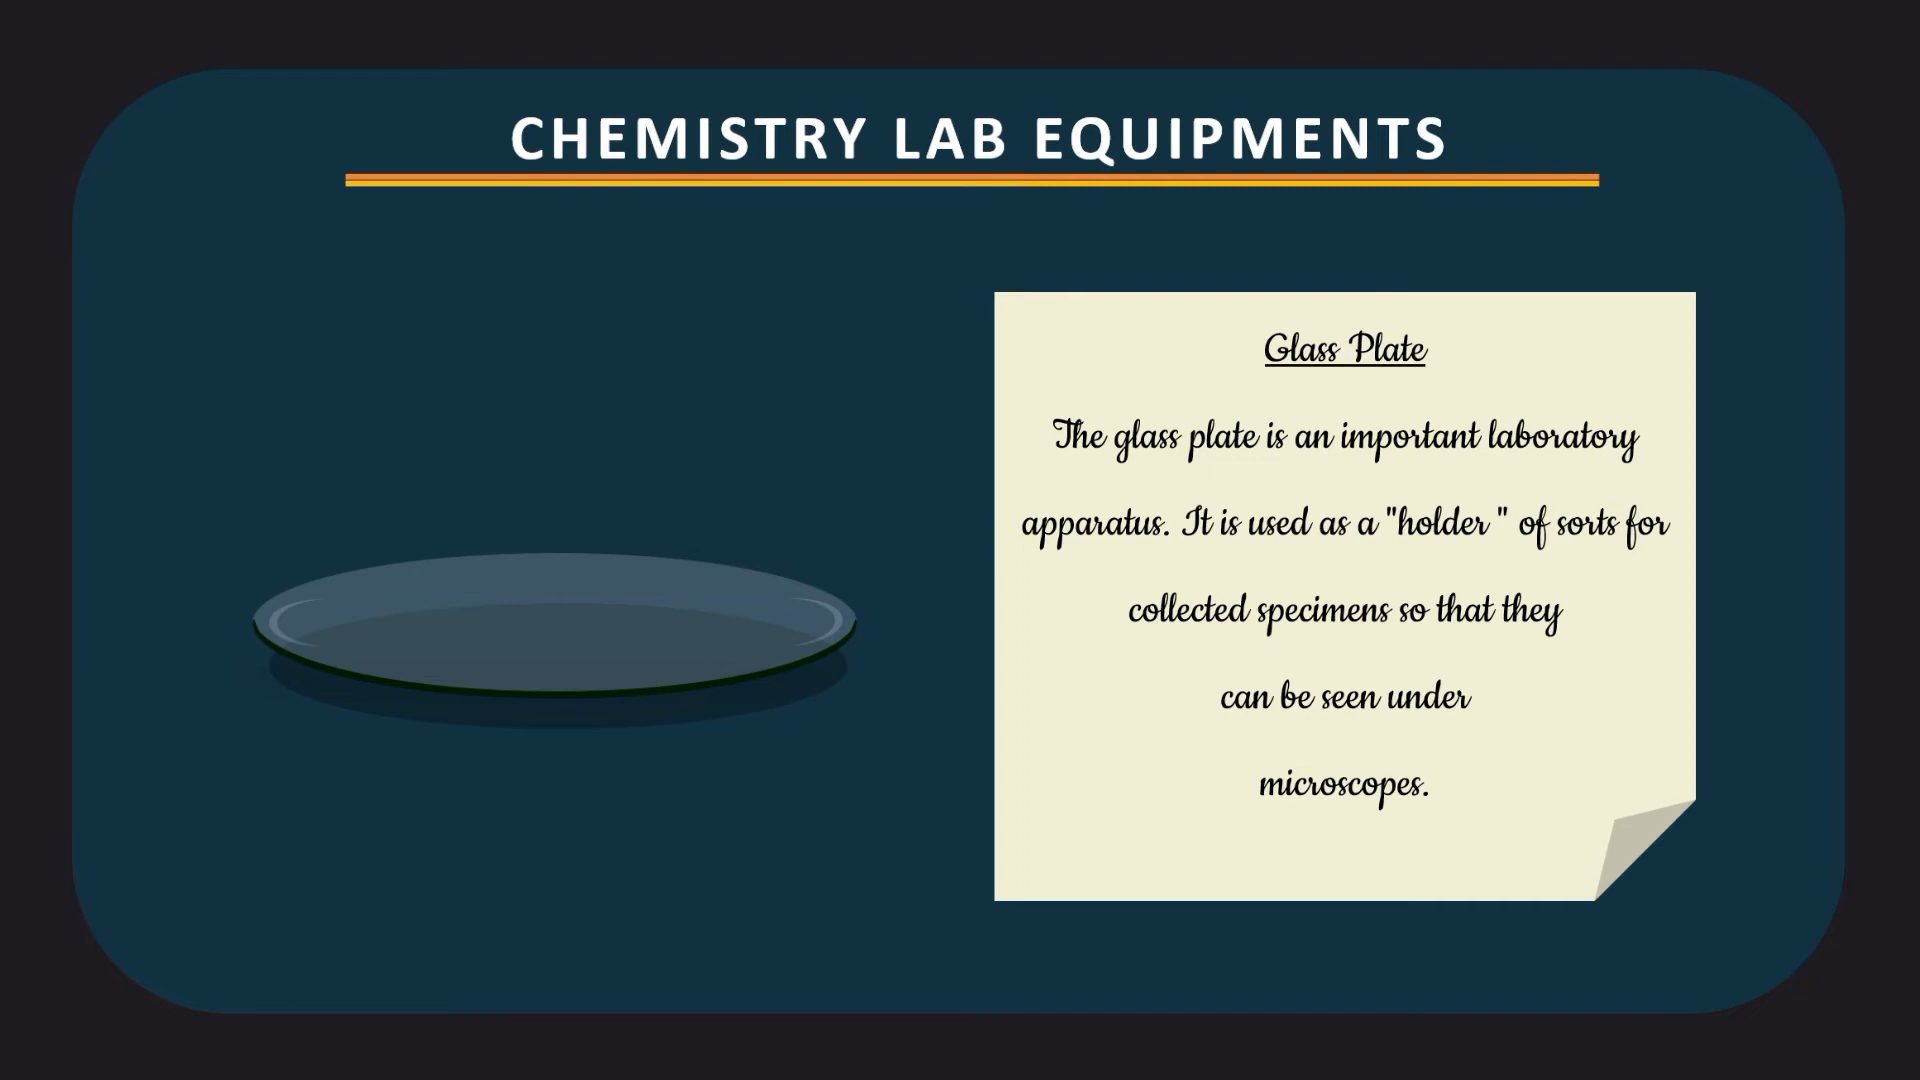 CHEMISTRY LAB EQUIPMENTS
Glass Plate
The glass plate is an important laboratory
apparatus. It is used as a "holder " of sorts for
collected specimens so that they
can be seen under
microscopes.